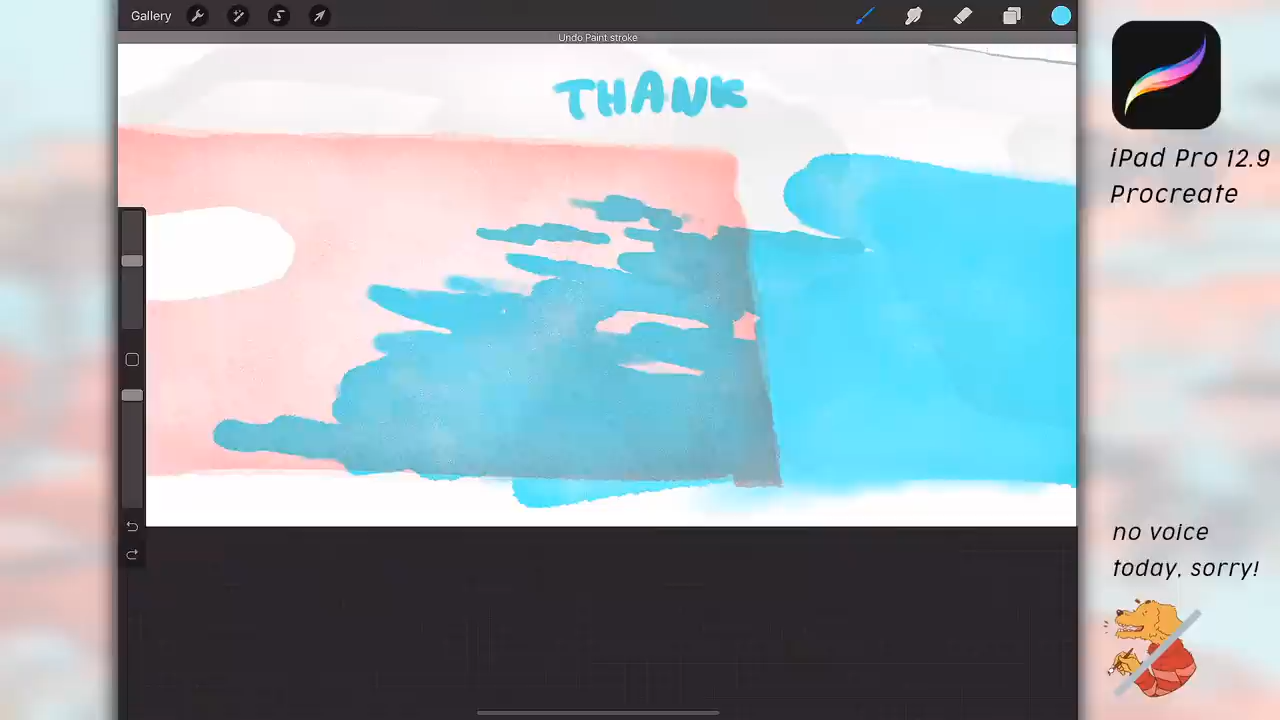 Gallery
Undo Paint stroke
THANK
iPad Pro 12.9
Procreate
no voice
today, sorry!